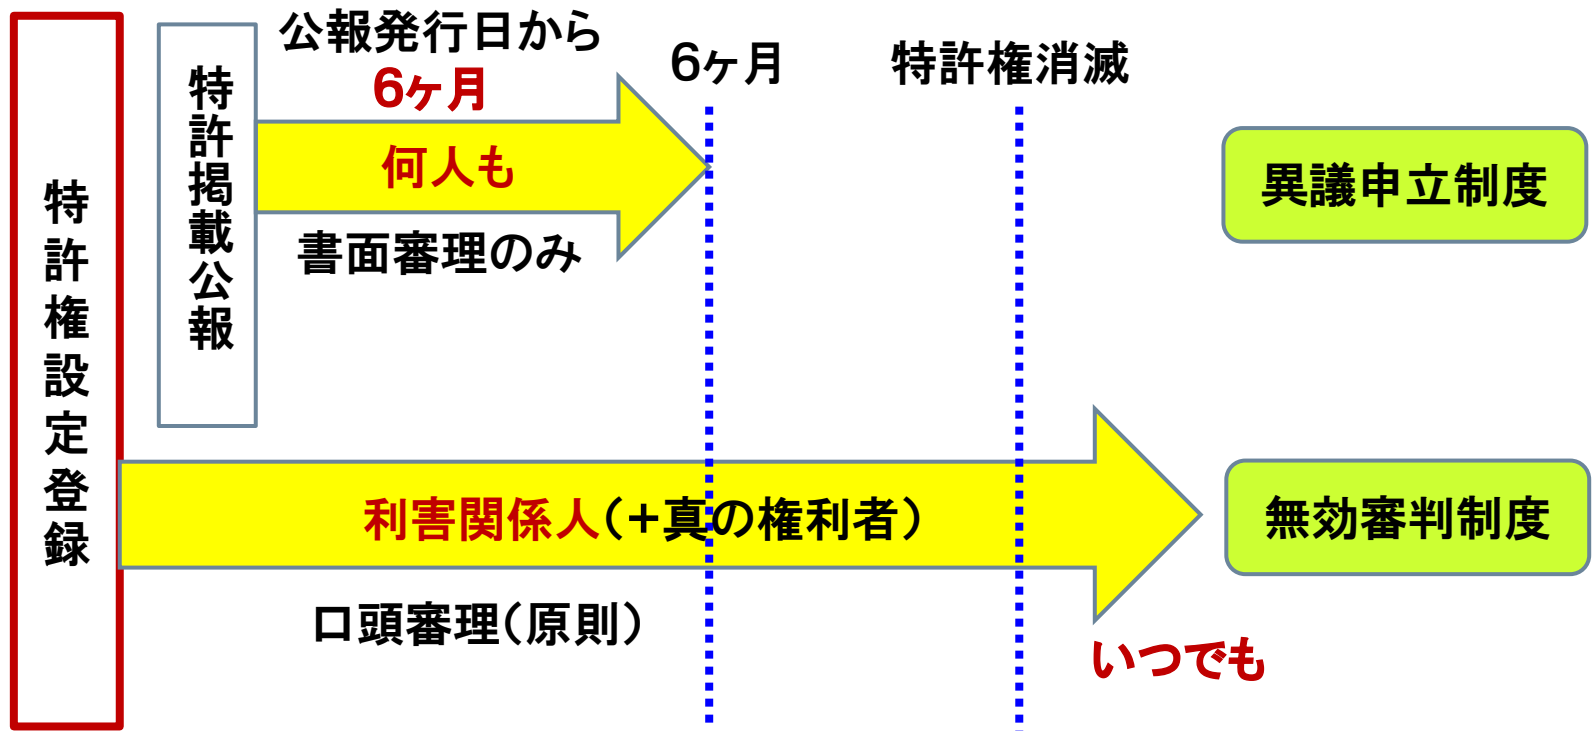 特許権設定登録
特許掲載公報
公報発行日から
6ヶ月
何人も
書面審理のみ
6ヶ月
特許権消滅
異議申立制度
利害関係人(+真の権利者)
口頭審理(原則)
いつでも
無効審判制度